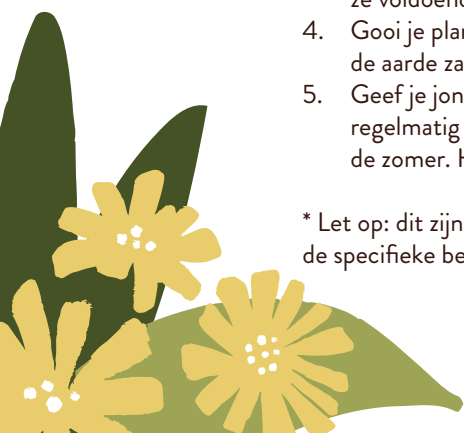 ze voldoend
4. Gooi je plan
de aarde za
5. Geef je jon
regelmatig
de zomer. H
* Let op: dit zijn
de specifieke be